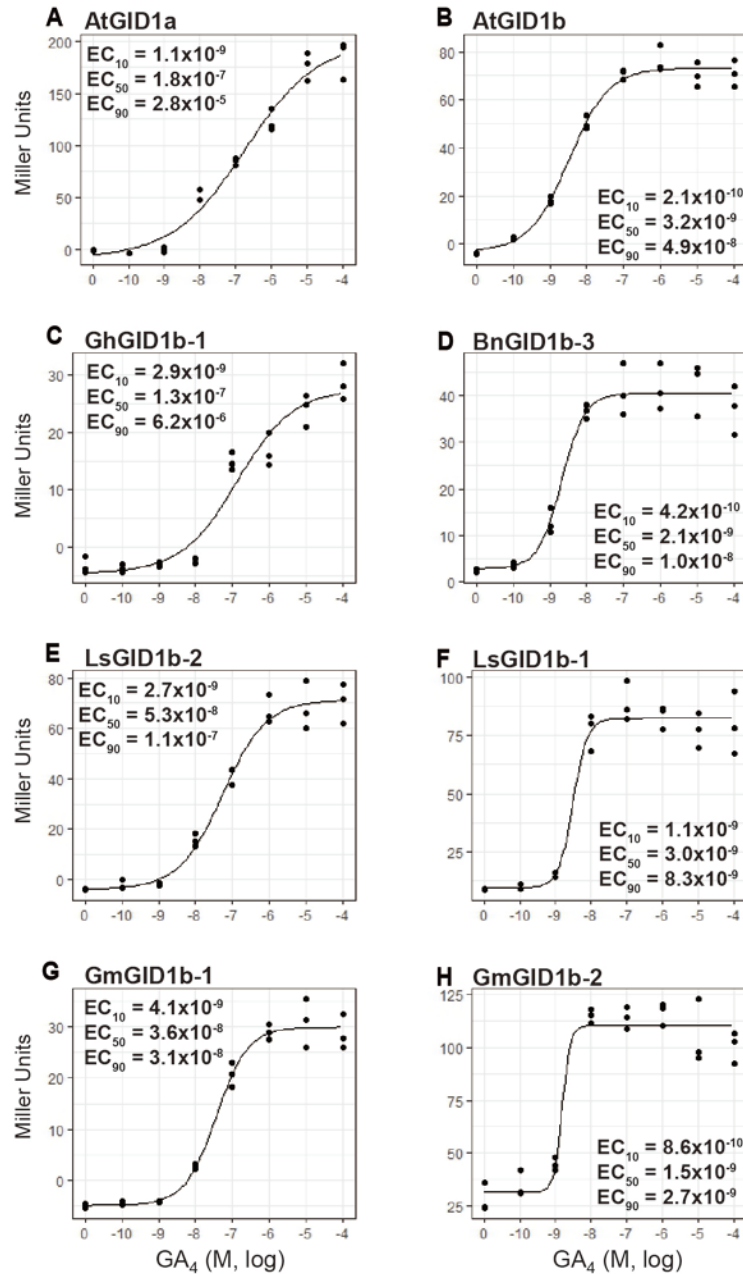 A AtGID1a
Miller Units
200
150
100
50
0
EC10 = 1.1x10-9
EC50 = 1.8x10-7
EC90 = 2.8x10-5
0 -10 -9 -8 -7 -6 -5 -4
B AtGID1b
80
60
40
20
0
EC10 = 2.1x10-10
EC50 = 3.2x10-9
EC90 = 4.9x10-8
0 -10 -9 -8 -7 -6 -5 -4
C GhGID1b-1
Miller Units
30
20
10
0
EC10 = 2.9x10-9
EC50 = 1.3x10-7
EC90 = 6.2x10-6
0 -10 -9 -8 -7 -6 -5 -4
D BnGID1b-3
40
30
20
10
0
EC10 = 4.2x10-10
EC50 = 2.1x10-9
EC90 = 1.0x10-8
0 -10 -9 -8 -7 -6 -5 -4
E LsGID1b-2
Miller Units
80
60
40
20
0
EC10 = 2.7x10-9
EC50 = 5.3x10-8
EC90 = 1.1x10-7
0 -10 -9 -8 -7 -6 -5 -4
F LsGID1b-1
100
75
50
25
EC10 = 1.1x10-9
EC50 = 3.0x10-9
EC90 = 8.3x10-9
0 -10 -9 -8 -7 -6 -5 -4
G GmGID1b-1
Miller Units
30
20
10
0
EC10 = 4.1x10-9
EC50 = 3.6x10-8
EC90 = 3.1x10-8
0 -10 -9 -8 -7 -6 -5 -4
GA4 (M, log)
H GmGID1b-2
125
100
75
50
25
EC10 = 8.6x10-10
EC50 = 1.5x10-9
EC90 = 2.7x10-9
0 -10 -9 -8 -7 -6 -5 -4
GA4 (M, log)